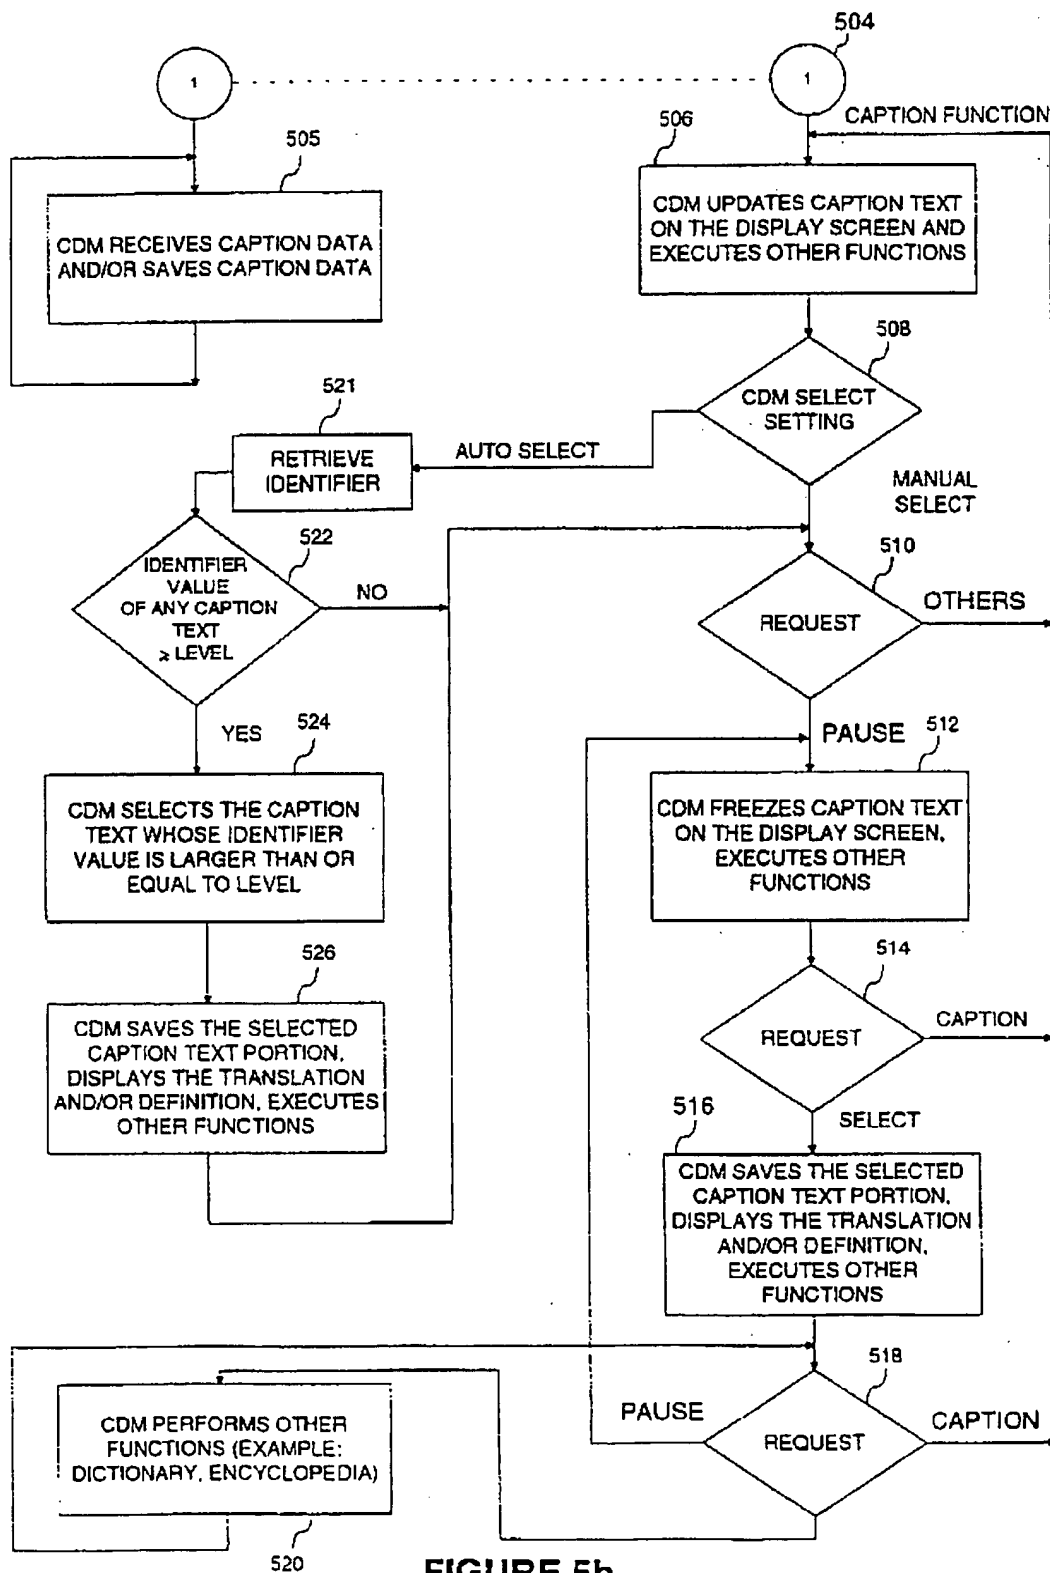 504
1
1
CAPTION FUNCTION
505
506
CDM RECEIVES CAPTION DATA
AND/OR SAVES CAPTION DATA
CDM UPDATES CAPTION TEXT
ON THE DISPLAY SCREEN AND
EXECUTES OTHER FUNCTIONS
508
CDM SELECT
SETTING
521
RETRIEVE
IDENTIFIER
AUTO SELECT
MANUAL
SELECT
522
IDENTIFIER
VALUE
OF ANY CAPTION
TEXT
≥ LEVEL
NO
510
REQUEST
OTHERS
YES
524
PAUSE
512
CDM SELECTS THE CAPTION
TEXT WHOSE IDENTIFIER
VALUE IS LARGER THAN OR
EQUAL TO LEVEL
CDM FREEZES CAPTION TEXT
ON THE DISPLAY SCREEN,
EXECUTES OTHER
FUNCTIONS
526
514
CDM SAVES THE SELECTED
CAPTION TEXT PORTION,
DISPLAYS THE TRANSLATION
AND/OR DEFINITION, EXECUTES
OTHER FUNCTIONS
REQUEST
CAPTION
516
SELECT
CDM SAVES THE SELECTED
CAPTION TEXT PORTION,
DISPLAYS THE TRANSLATION
AND/OR DEFINITION,
EXECUTES OTHER
FUNCTIONS
518
PAUSE
REQUEST
CAPTION
CDM PERFORMS OTHER
FUNCTIONS (EXAMPLE:
DICTIONARY, ENCYCLOPEDIA)
520
FIGURE 5b